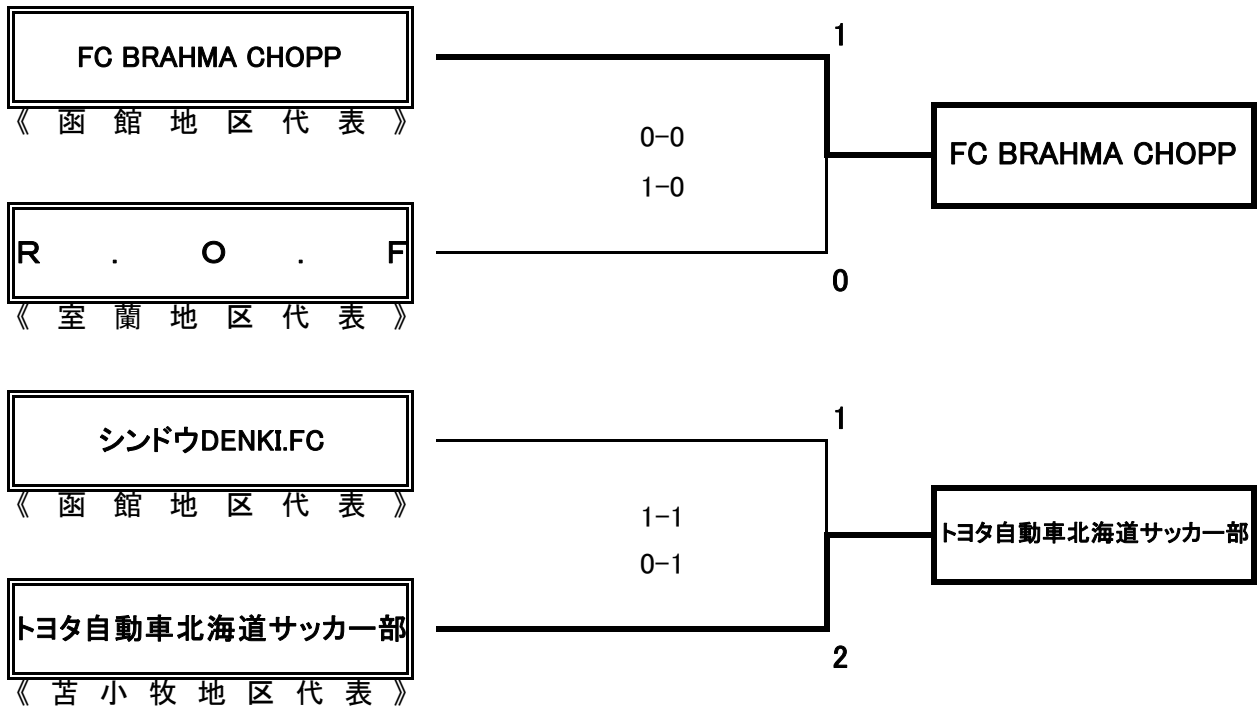 FC BRAHMA CHOPP
《函館地区代表》
1
0-0
1-0
FC BRAHMA CHOPP
R.O.F
《室蘭地区代表》
0
シンドウDENKI.FC
《函館地区代表》
1
1-1
0-1
トヨタ自動車北海道サッカー部
トヨタ自動車北海道サッカー部
《苫小牧地区代表》
2